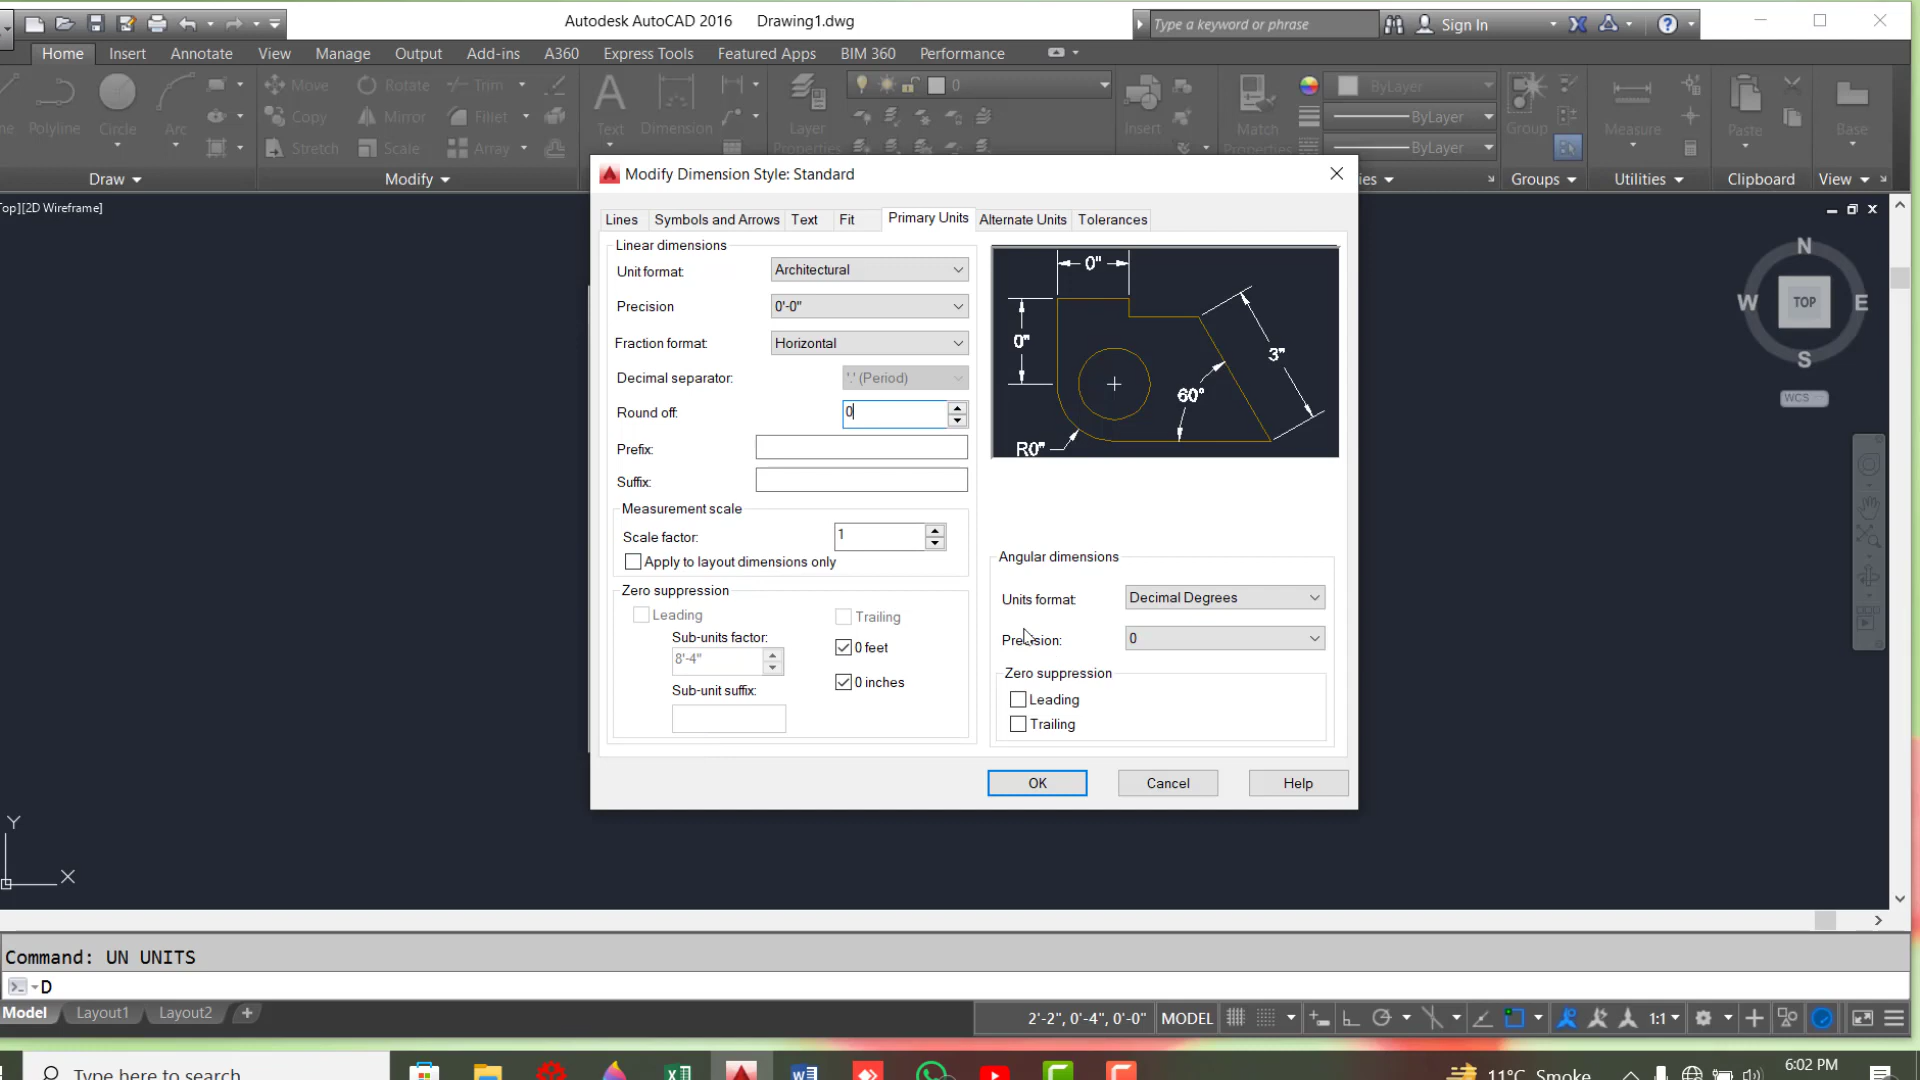 Autodesk AutoCAD 2016 Drawing1.dwg
Type a keyword or phrase
Sign In
Home Insert Annotate View Manage Output Add-ins A360 Express Tools Featured Apps BIM 360 Performance
Polyline Circle Arc
Move Rotate Trim
Copy Mirror Fillet
Stretch Scale Array
Text Dimension
Layer
Properties
0
Insert
Match
Properties
ByLayer
ByLayer
ByLayer
Group Measure Paste Base
Draw Modify Groups Utilities Clipboard View
[2D Wireframe]
Modify Dimension Style: Standard
Lines Symbols and Arrows Text Fit Primary Units Alternate Units Tolerances
Linear dimensions
Unit format: Architectural
Precision 0'-0"
Fraction format: Horizontal
Decimal separator: '.' (Period)
Round off: 0
Prefix:
Suffix:
Measurement scale
Scale factor: 1
Apply to layout dimensions only
Zero suppression
Leading Trailing
Sub-units factor: 0 feet
8'-4"
Sub-unit suffix: 0 inches
0"
0"
3"
60°
R0"
Angular dimensions
Units format: Decimal Degrees
Precision: 0
Zero suppression
Leading
Trailing
OK Cancel Help
N
W TOP E
S
WCS
Y
X
Command: UN UNITS
D
Model Layout1 Layout2 +
2'-2", 0'-4", 0'-0" MODEL 1:1
Type here to search
11°C Smoke
6:02 PM